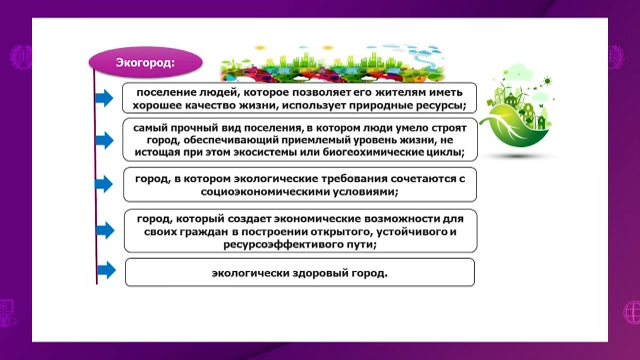 Экогород:
поселение людей, которое позволяет его жителям иметь
хорошее качество жизни, использует природные ресурсы;
самый прочный вид поселения, в котором люди умело строят
город, обеспечивающий приемлемый уровень жизни, не
истощая при этом экосистемы или биогеохимические циклы;
город, в котором экологические требования сочетаются с
социоэкономическими условиями;
город, который создает экономические возможности для
своих граждан в построении открытого, устойчивого и
ресурсоэффективого пути;
экологически здоровый город.